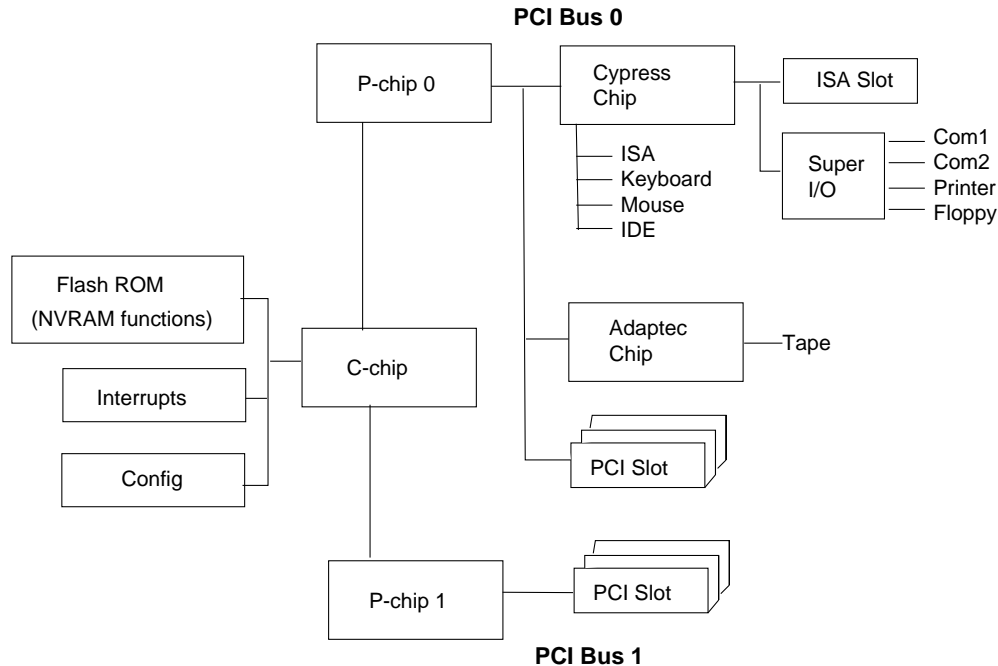 PCI Bus 0
P-chip 0
Cypress
Chip
ISA Slot
ISA
Keyboard
Mouse
IDE
Super
I/O
Com1
Com2
Printer
Floppy
Flash ROM
(NVRAM functions)
Interrupts
Config
C-chip
Adaptec
Chip
Tape
PCI Slot
P-chip 1
PCI Slot
PCI Bus 1